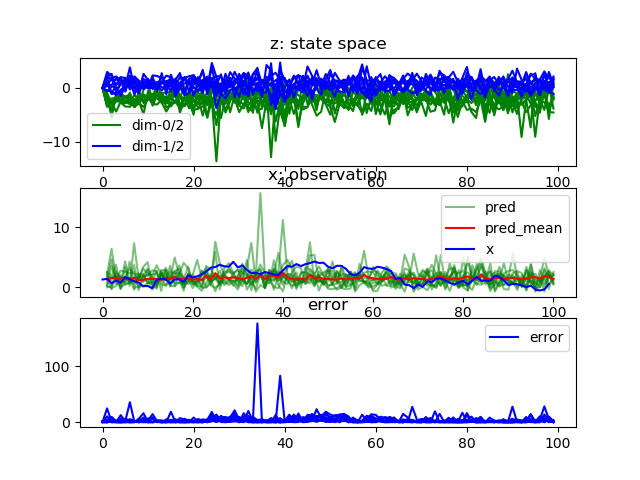 z: state space
0
−10
dim-0/2
dim-1/2
0 20 40 60 80 100
x: observation
10
0
pred
pred_mean
x
0 20 40 60 80 100
error
100
0
error
0 20 40 60 80 100